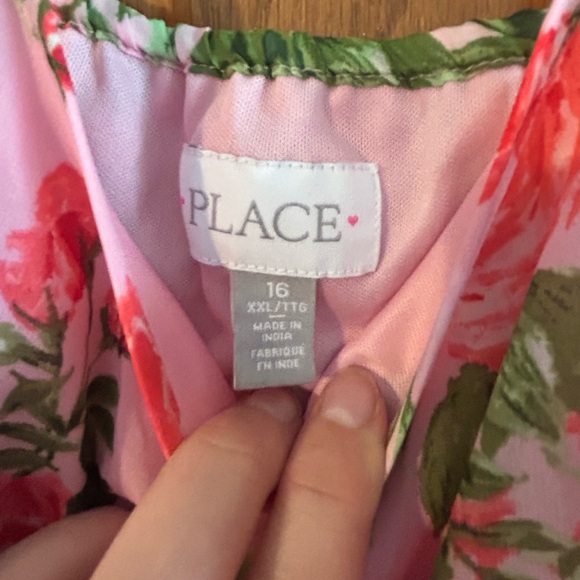 PLACE
16
XXL/TTG
MADE IN
INDIA
FABRIQUÉ
EN INDE